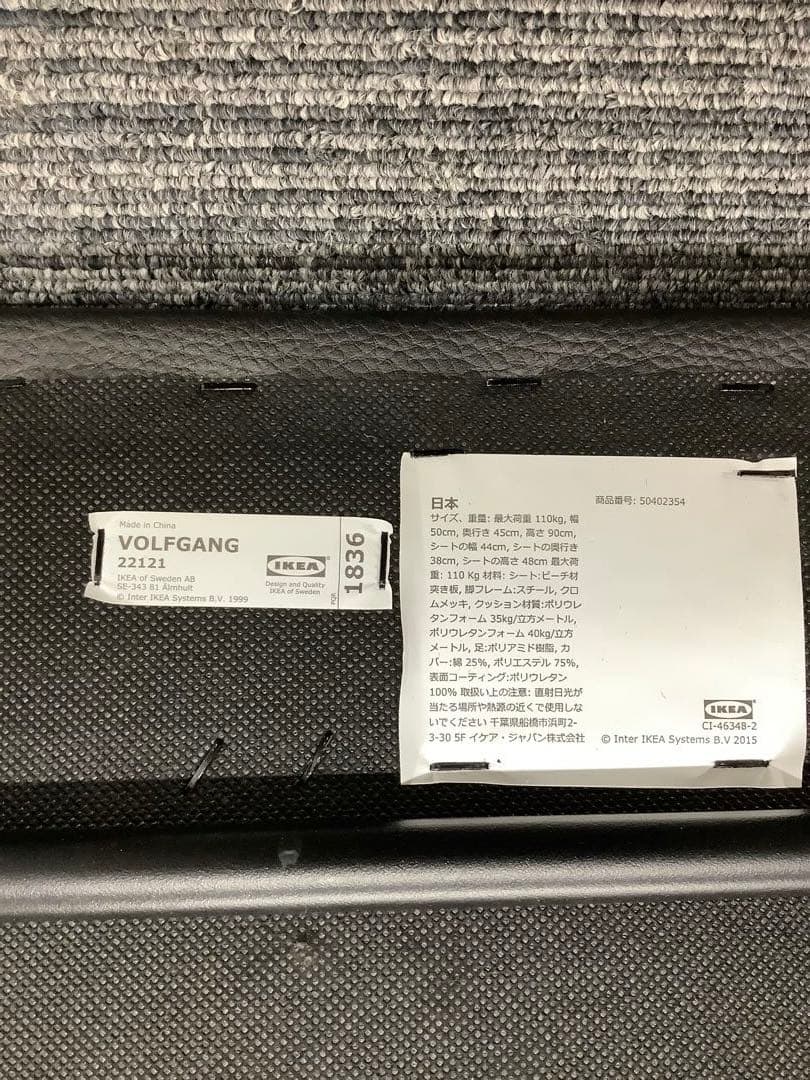 Made in China
VOLFGANG
22121
IKEA of Sweden AB
SE-343 81 Älmhult
© Inter IKEA Systems B.V. 1999
IKEA
Design and Quality
IKEA of Sweden
PQR
1836
日本
商品番号: 50402354
サイズ、重量: 最大荷重 110kg, 幅
50cm, 奥行き 45cm, 高さ 90cm,
シートの幅 44cm, シートの奥行き
38cm, シートの高さ 48cm 最大荷
重: 110 Kg 材料: シート:ビーチ材
突き板, 脚フレーム:スチール, クロ
ムメッキ, クッション材質:ポリウレ
タンフォーム 35kg/立方メートル,
ポリウレタンフォーム 40kg/立方
メートル, 足:ポリアミド樹脂, カ
バー:綿 25%, ポリエステル 75%,
表面コーティング:ポリウレタン
100% 取扱い上の注意: 直射日光が
当たる場所や熱源の近くで使用しな
いでください 千葉県船橋市浜町2-
3-30 5F イケア・ジャパン株式会社
IKEA
CI-46348-2
© Inter IKEA Systems B.V 2015